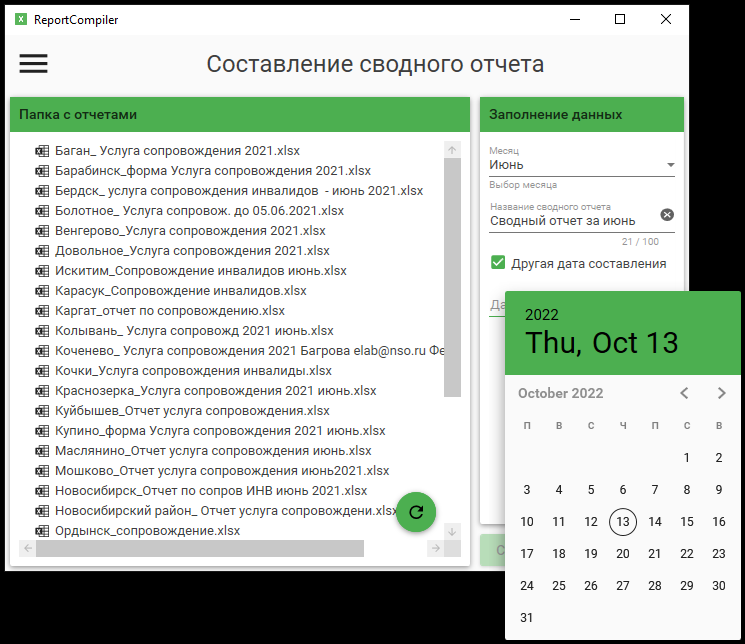 ReportCompiler
Составление сводного отчета
Папка с отчетами
Баган_ Услуга сопровождения 2021.xlsx
Барабинск_форма Услуга сопровождения 2021.xlsx
Бердск_ услуга сопровождения инвалидов - июнь 2021.xlsx
Болотное_ Услуга сопровож. до 05.06.2021.xlsx
Венгерово_Услуга сопровождения 2021.xlsx
Довольное_Услуга сопровождения 2021.xlsx
Искитим_Сопровождение инвалидов июнь.xlsx
Карасук_Сопровождение инвалидов.xlsx
Каргат_отчет по сопровождению.xlsx
Колывань_ Услуга сопровожд 2021 июнь.xlsx
Коченево_ Услуга сопровождения 2021 Багрова elab@nso.ru Фе
Кочки_Услуга сопровождения инвалиды.xlsx
Краснозерка_Услуга сопровождения 2021 июнь.xlsx
Куйбышев_Отчет услуга сопровождения.xlsx
Купино_форма Услуга сопровождения 2021 июнь.xlsx
Маслянино_Отчет услуга сопровождения июнь.xlsx
Мошково_Отчет услуга сопровождения июнь2021.xlsx
Новосибирск_Отчет по сопров ИНВ июнь 2021.xlsx
Новосибирский район_ Отчет услуга сопровождени.xlsx
Ордынск_сопровождение.xlsx
Заполнение данных
Месяц
Июнь
Выбор месяца
Название сводного отчета
Сводный отчет за июнь
21 / 100
Другая дата составления
Да
С
2022
Thu, Oct 13
October 2022
п в с ч п с в
1 2
3 4 5 6 7 8 9
10 11 12 13 14 15 16
17 18 19 20 21 22 23
24 25 26 27 28 29 30
31